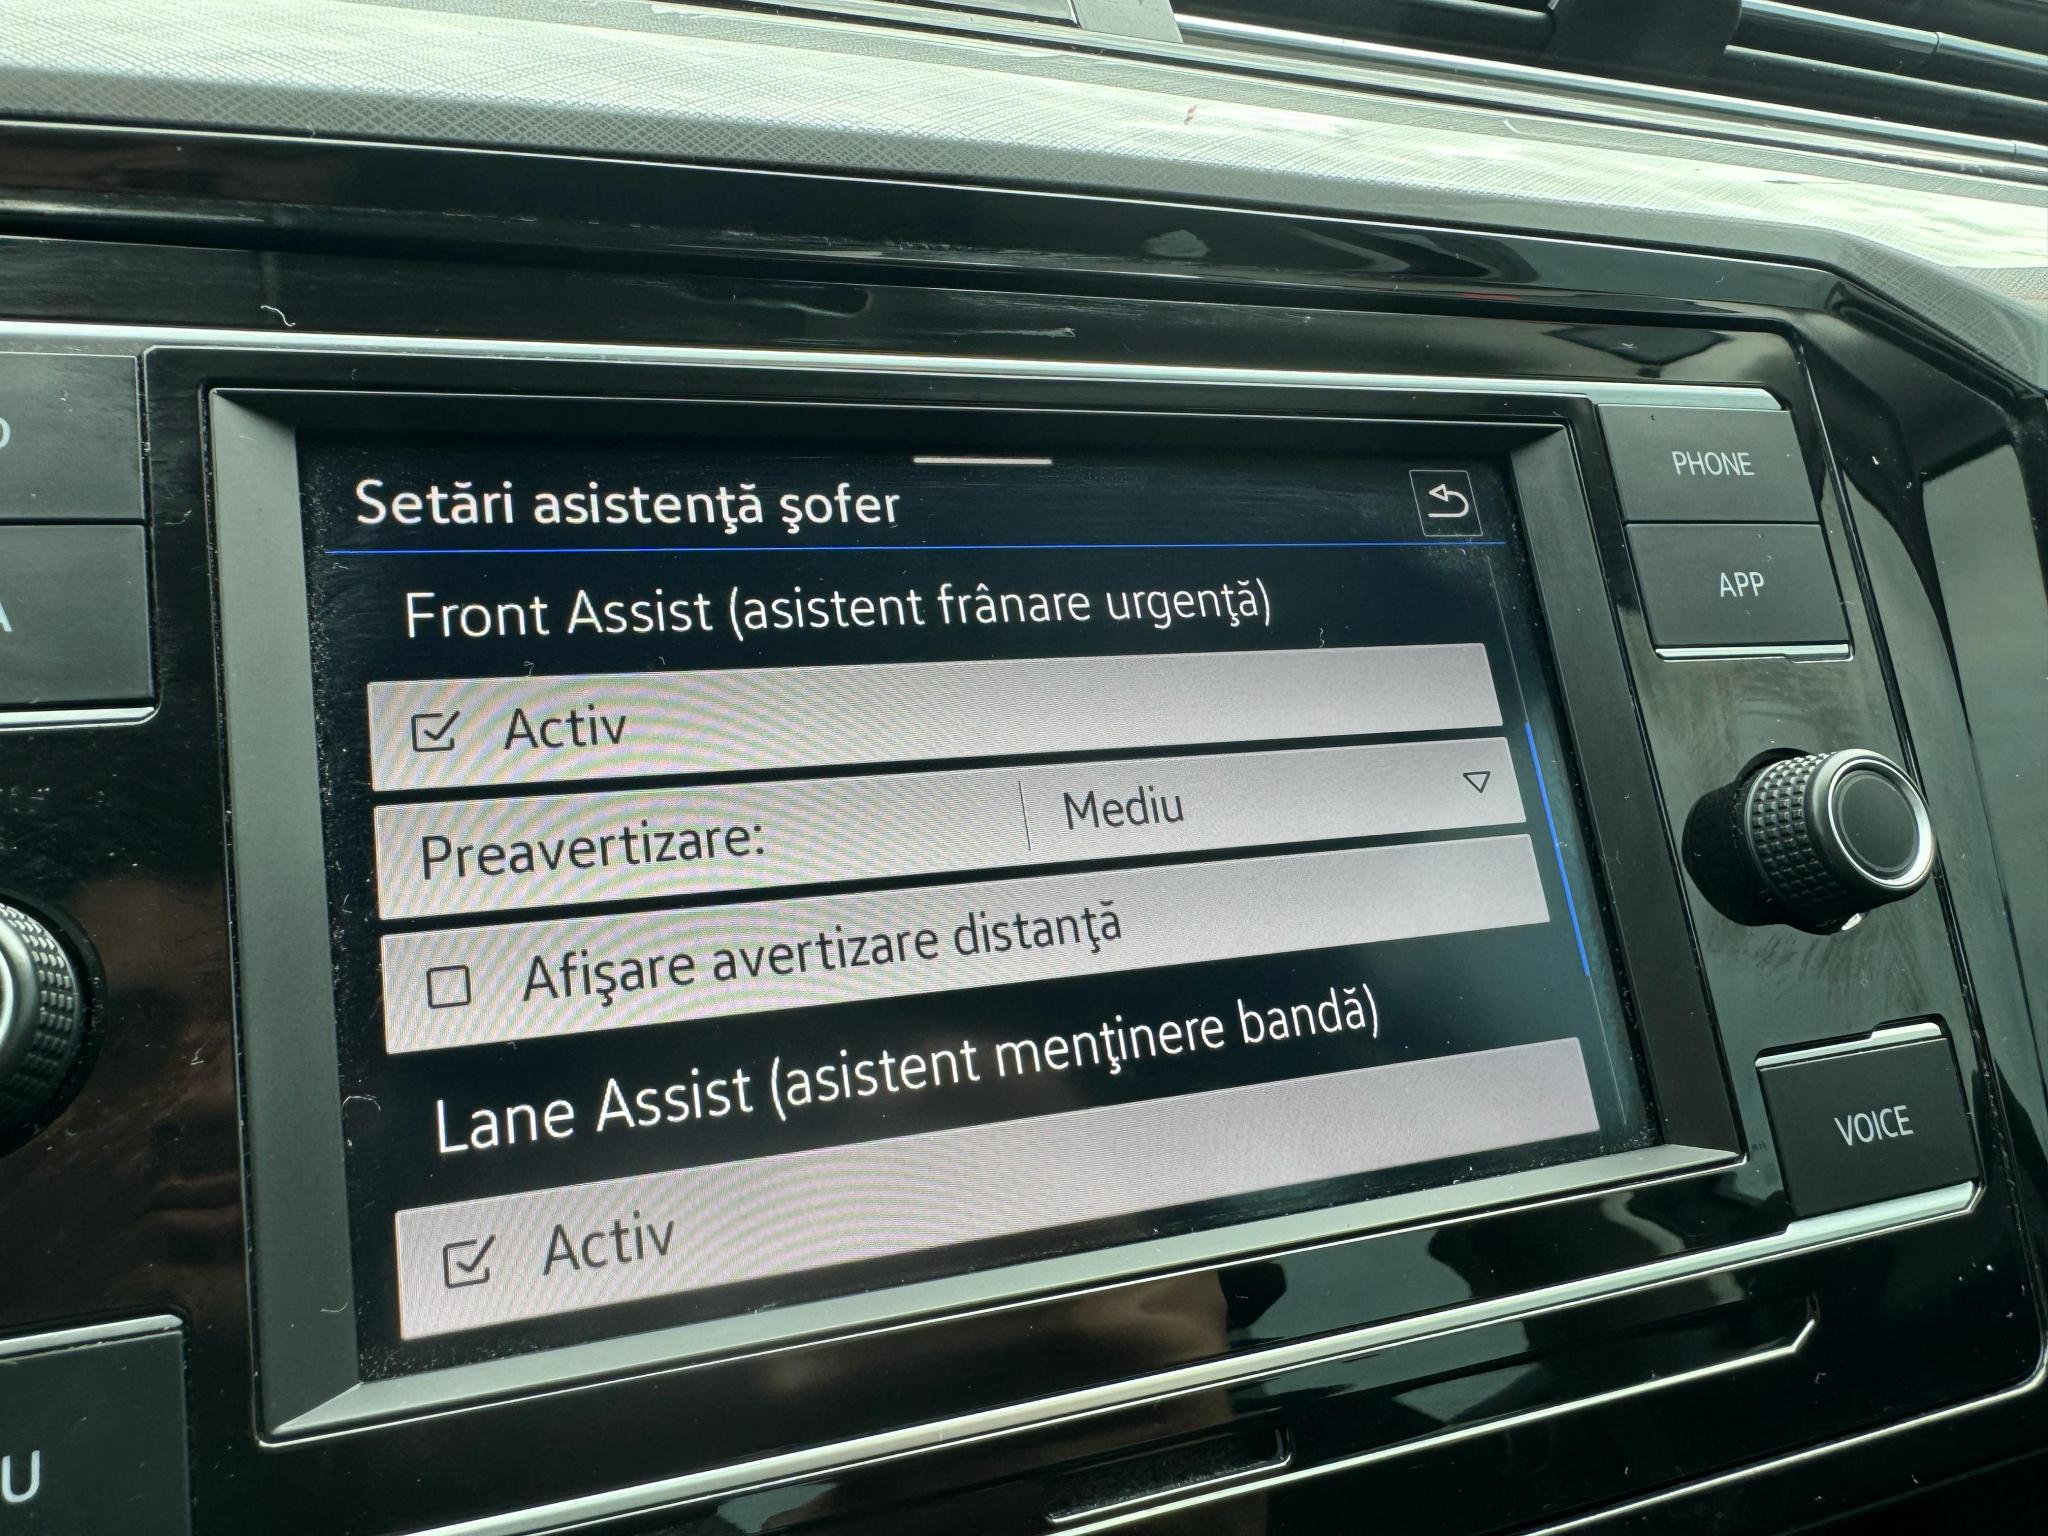 Setări asistenţă şofer
Front Assist (asistent frânare urgenţă)
Activ
Preavertizare: Mediu
Afişare avertizare distanţă
Lane Assist (asistent menţinere bandă)
Activ
PHONE
APP
VOICE